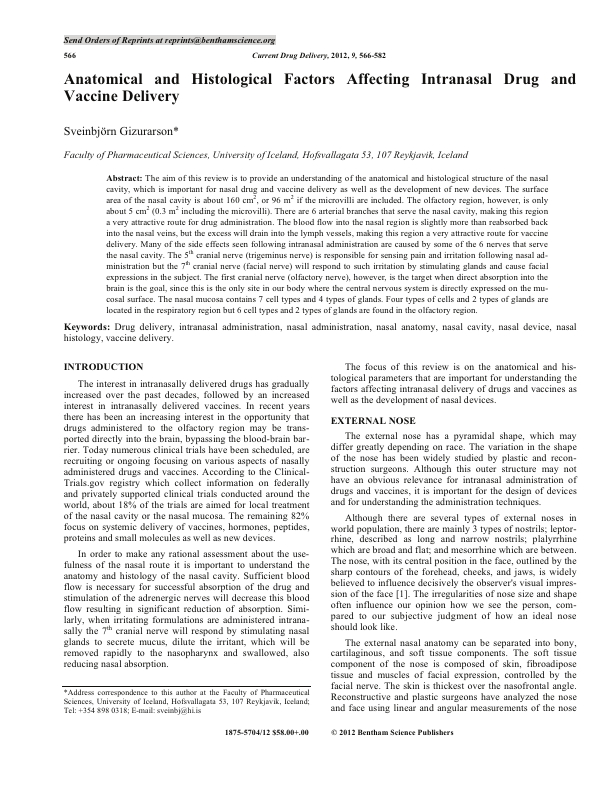 Send Orders of Reprints at reprints@benthamscience.org
566 Current Drug Delivery, 2012, 9, 566-582
Anatomical and Histological Factors Affecting Intranasal Drug and
Vaccine Delivery
Sveinbjörn Gizurarson*
Faculty of Pharmaceutical Sciences, University of Iceland, Hofsvallagata 53, 107 Reykjavik, Iceland
Abstract: The aim of this review is to provide an understanding of the anatomical and histological structure of the nasal
cavity, which is important for nasal drug and vaccine delivery as well as the development of new devices. The surface
area of the nasal cavity is about 160 cm², or 96 m² if the microvilli are included. The olfactory region, however, is only
about 5 cm² (0.3 m² including the microvilli). There are 6 arterial branches that serve the nasal cavity, making this region
a very attractive route for drug administration. The blood flow into the nasal region is slightly more than reabsorbed back
into the nasal veins, but the excess will drain into the lymph vessels, making this region a very attractive route for vaccine
delivery. Many of the side effects seen following intranasal administration are caused by some of the 6 nerves that serve
the nasal cavity. The 5th cranial nerve (trigeminus nerve) is responsible for sensing pain and irritation following nasal ad-
ministration but the 7th cranial nerve (facial nerve) will respond to such irritation by stimulating glands and cause facial
expressions in the subject. The first cranial nerve (olfactory nerve), however, is the target when direct absorption into the
brain is the goal, since this is the only site in our body where the central nervous system is directly expressed on the mu-
cosal surface. The nasal mucosa contains 7 cell types and 4 types of glands. Four types of cells and 2 types of glands are
located in the respiratory region but 6 cell types and 2 types of glands are found in the olfactory region.
Keywords: Drug delivery, intranasal administration, nasal administration, nasal anatomy, nasal cavity, nasal device, nasal
histology, vaccine delivery.
INTRODUCTION
The interest in intranasally delivered drugs has gradually
increased over the past decades, followed by an increased
interest in intranasally delivered vaccines. In recent years
there has been an increasing interest in the opportunity that
drugs administered to the olfactory region may be trans-
ported directly into the brain, bypassing the blood-brain bar-
rier. Today numerous clinical trials have been scheduled, are
recruiting or ongoing focusing on various aspects of nasally
administered drugs and vaccines. According to the Clinical-
Trials.gov registry which collect information on federally
and privately supported clinical trials conducted around the
world, about 18% of the trials are aimed for local treatment
of the nasal cavity or the nasal mucosa. The remaining 82%
focus on systemic delivery of vaccines, hormones, peptides,
proteins and small molecules as well as new devices.
In order to make any rational assessment about the use-
fulness of the nasal route it is important to understand the
anatomy and histology of the nasal cavity. Sufficient blood
flow is necessary for successful absorption of the drug and
stimulation of the adrenergic nerves will decrease this blood
flow resulting in significant reduction of absorption. Simi-
larly, when irritating formulations are administered intrana-
sally the 7th cranial nerve will respond by stimulating nasal
glands to secrete mucus, dilute the irritant, which will be
removed rapidly to the nasopharynx and swallowed, also
reducing nasal absorption.
*Address correspondence to this author at the Faculty of Pharmaceutical
Sciences, University of Iceland, Hofsvallagata 53, 107 Reykjavik, Iceland;
Tel: +354 898 0318; E-mail: sveinbj@hi.is
The focus of this review is on the anatomical and his-
tological parameters that are important for understanding the
factors affecting intranasal delivery of drugs and vaccines as
well as the development of nasal devices.
EXTERNAL NOSE
The external nose has a pyramidal shape, which may
differ greatly depending on race. The variation in the shape
of the nose has been widely studied by plastic and recon-
struction surgeons. Although this outer structure may not
have an obvious relevance for intranasal administration of
drugs and vaccines, it is important for the design of devices
and for understanding the administration techniques.
Although there are several types of external noses in
world population, there are mainly 3 types of nostrils; leptor-
rhine, described as long and narrow nostrils; plalyrrhine
which are broad and flat; and mesorrhine which are between.
The nose, with its central position in the face, outlined by the
sharp contours of the forehead, cheeks, and jaws, is widely
believed to influence decisively the observer's visual impres-
sion of the face [1]. The irregularities of nose size and shape
often influence our opinion how we see the person, com-
pared to our subjective judgment of how an ideal nose
should look like.
The external nasal anatomy can be separated into bony,
cartilaginous, and soft tissue components. The soft tissue
component of the nose is composed of skin, fibroadipose
tissue and muscles of facial expression, controlled by the
facial nerve. The skin is thickest over the nasofrontal angle.
Reconstructive and plastic surgeons have analyzed the nose
and face using linear and angular measurements of the nose
1875-5704/12 $58.00+.00 © 2012 Bentham Science Publishers